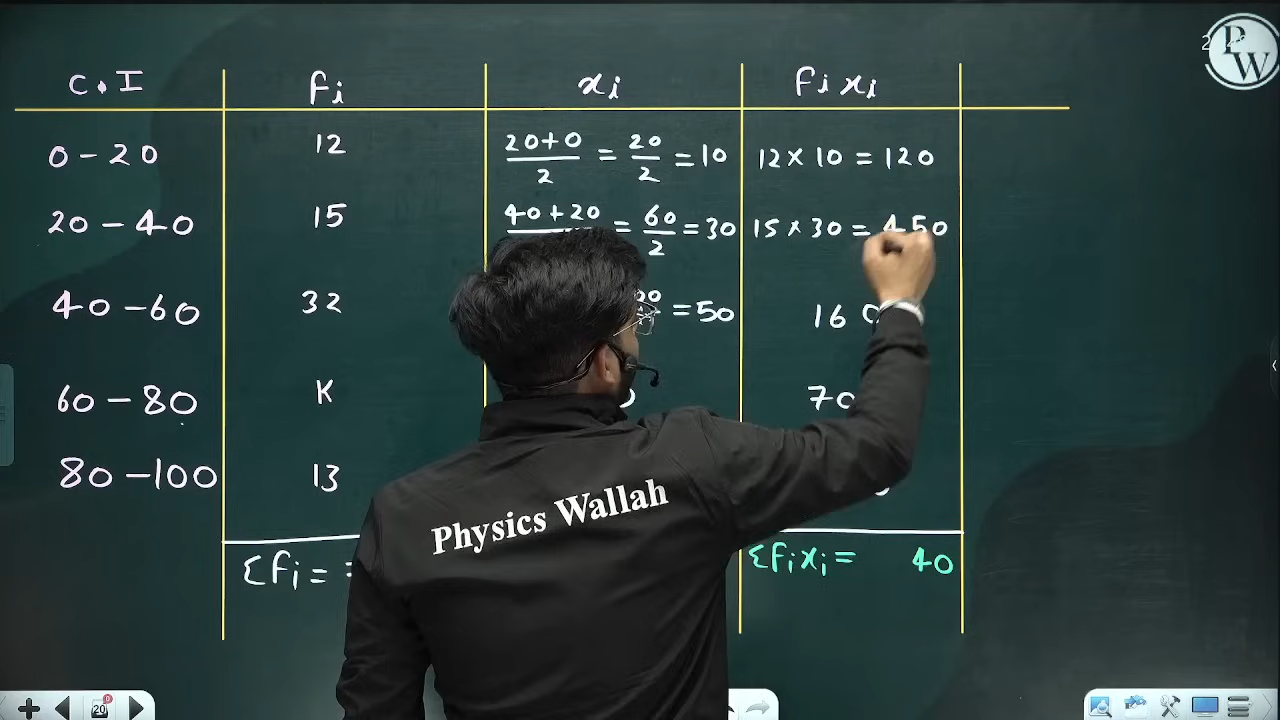 C.I fi xi fixi
0-20 12 20+0/2 = 20/2 = 10 12×10 = 120
20-40 15 40+20/2 = 60/2 = 30 15×30 = 450
40-60 32 = 50 16
60-80 K 70
80-100 13
Σfi = Σfixi = 40
Physics Wallah
PW
20